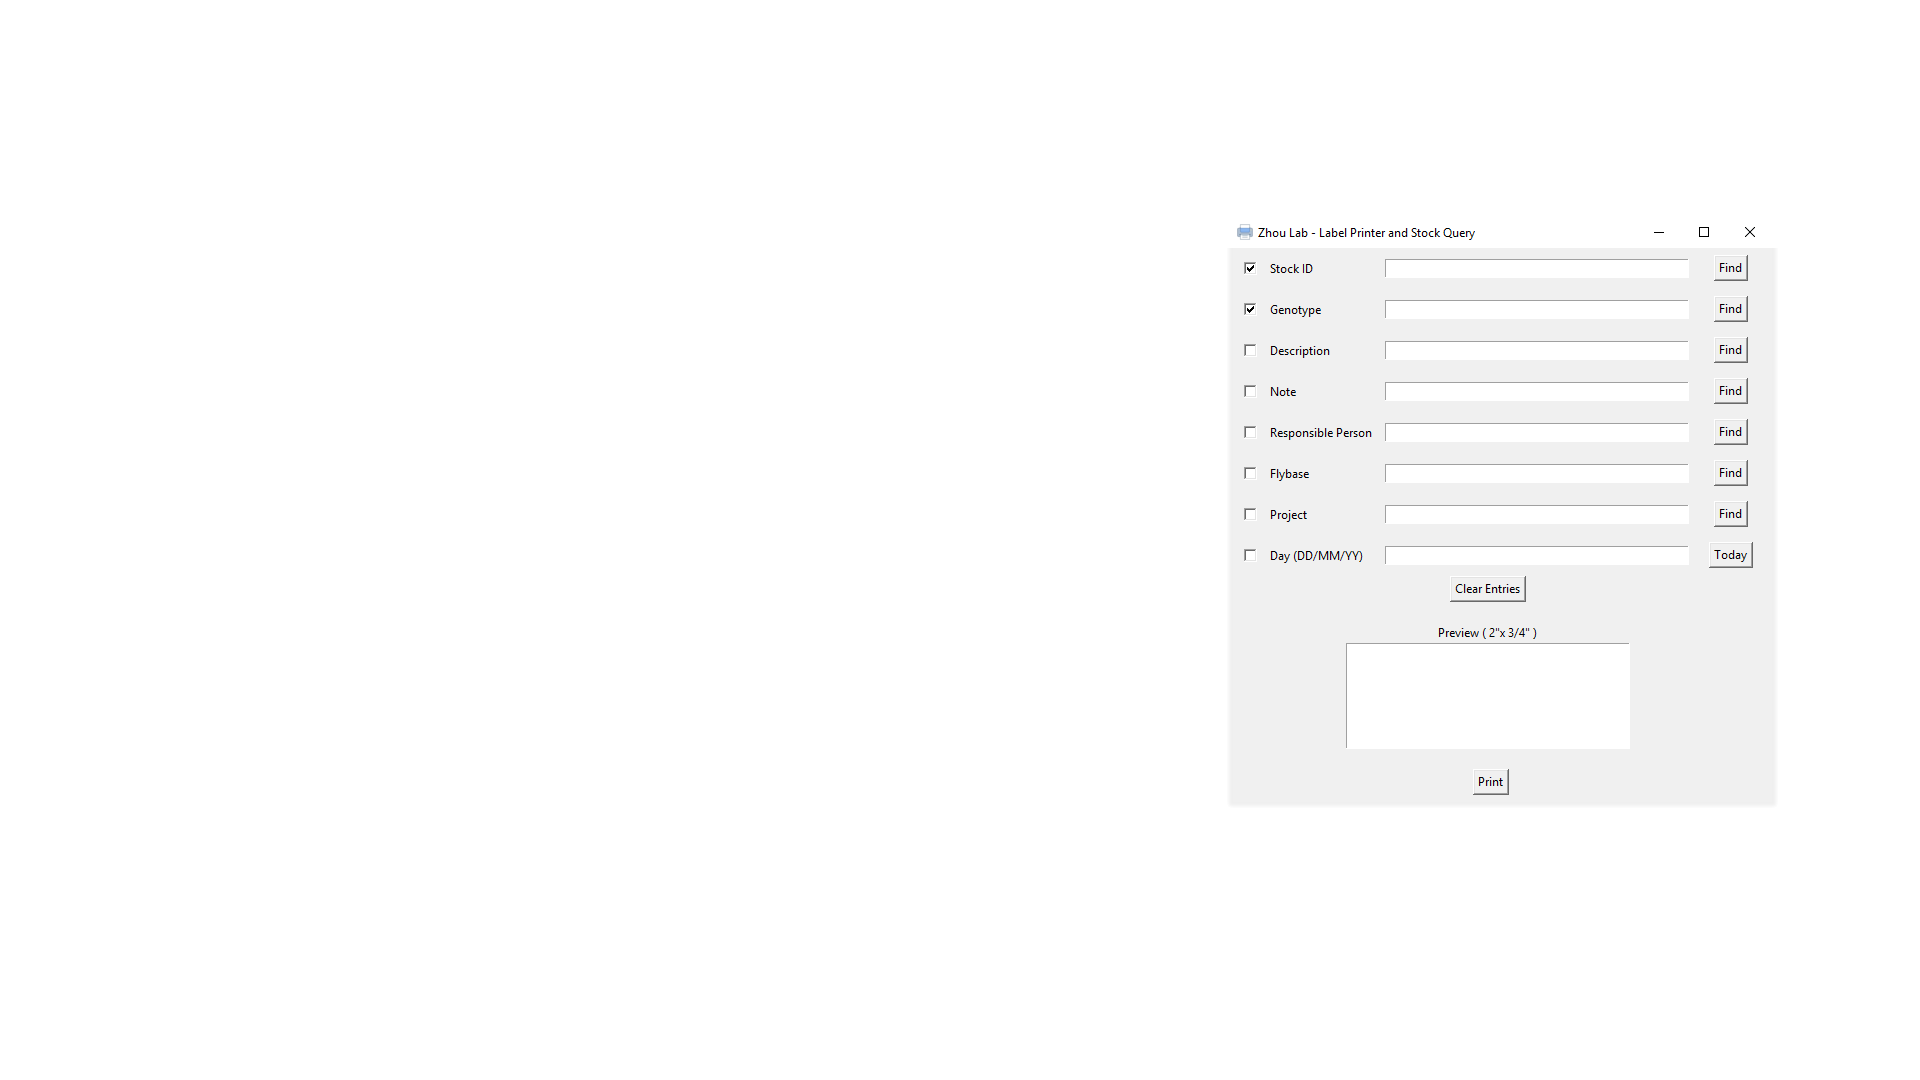 Zhou Lab - Label Printer and Stock Query
Stock ID Find
Genotype Find
Description Find
Note Find
Responsible Person Find
Flybase Find
Project Find
Day (DD/MM/YY) Today
Clear Entries
Preview ( 2"x 3/4" )
Print